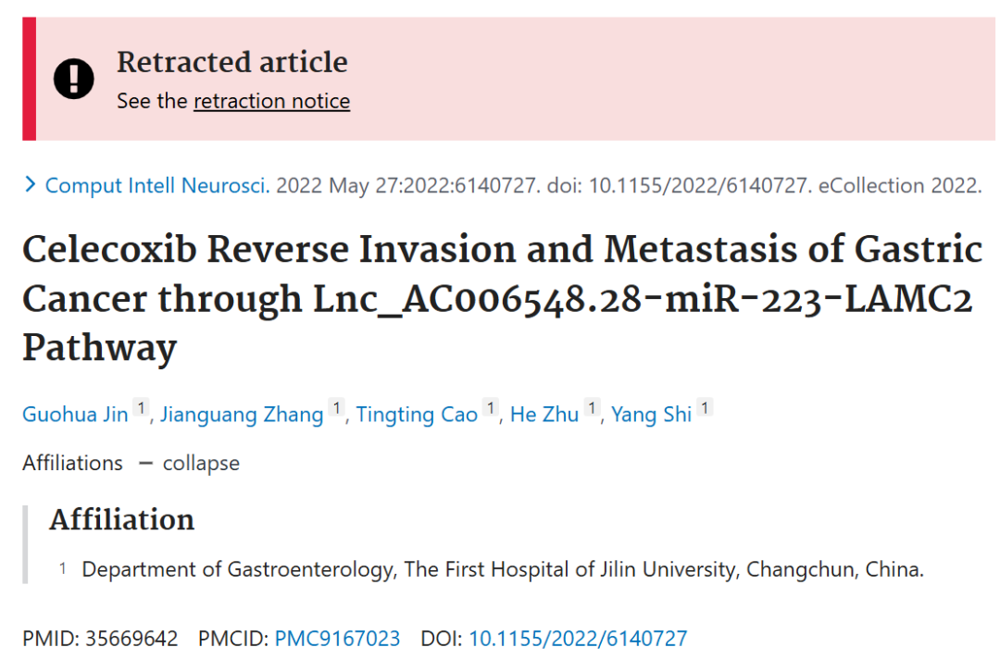 Retracted article
See the retraction notice
Comput Intell Neurosci. 2022 May 27:2022:6140727. doi: 10.1155/2022/6140727. eCollection 2022.
Celecoxib Reverse Invasion and Metastasis of Gastric
Cancer through Lnc_AC006548.28-miR-223-LAMC2
Pathway
Guohua Jin 1, Jianguang Zhang 1, Tingting Cao 1, He Zhu 1, Yang Shi 1
Affiliations — collapse
Affiliation
1 Department of Gastroenterology, The First Hospital of Jilin University, Changchun, China.
PMID: 35669642 PMCID: PMC9167023 DOI: 10.1155/2022/6140727